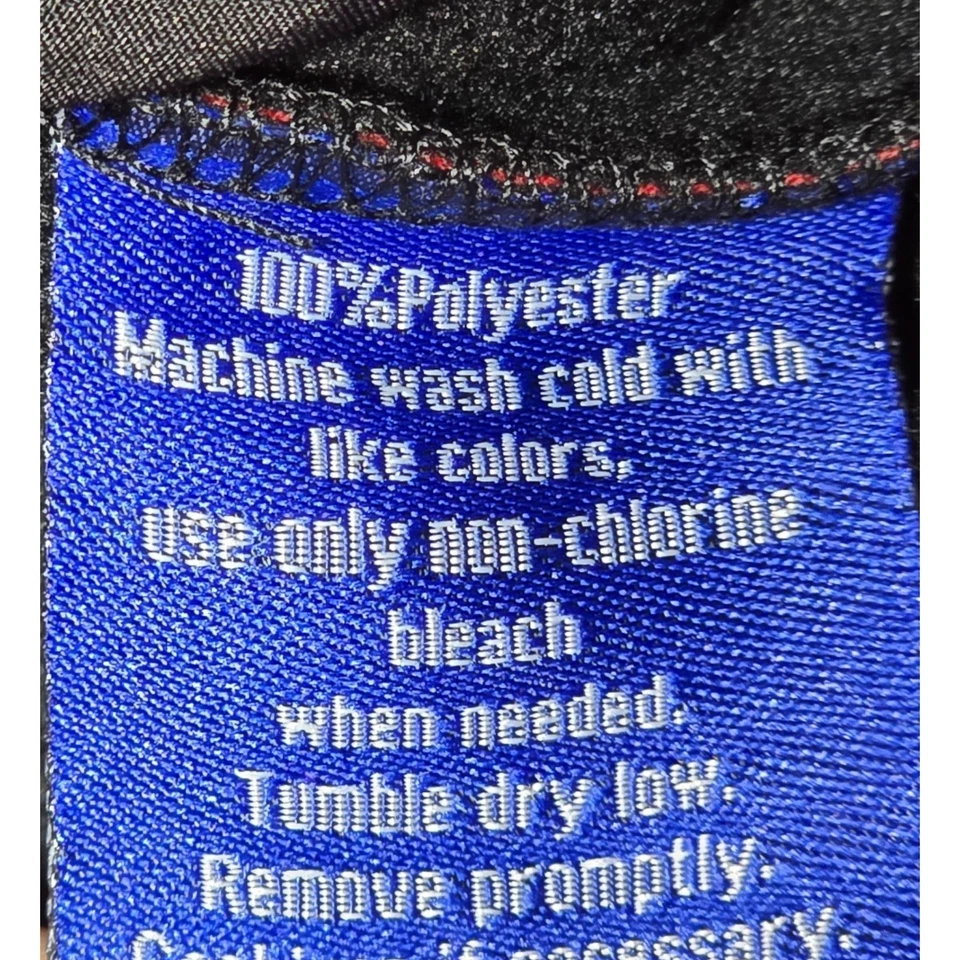 100%Polyester
Machine wash cold with
like colors,
use only non-chlorine
bleach
when needed.
Tumble dry low.
Remove promptly.
necessary.